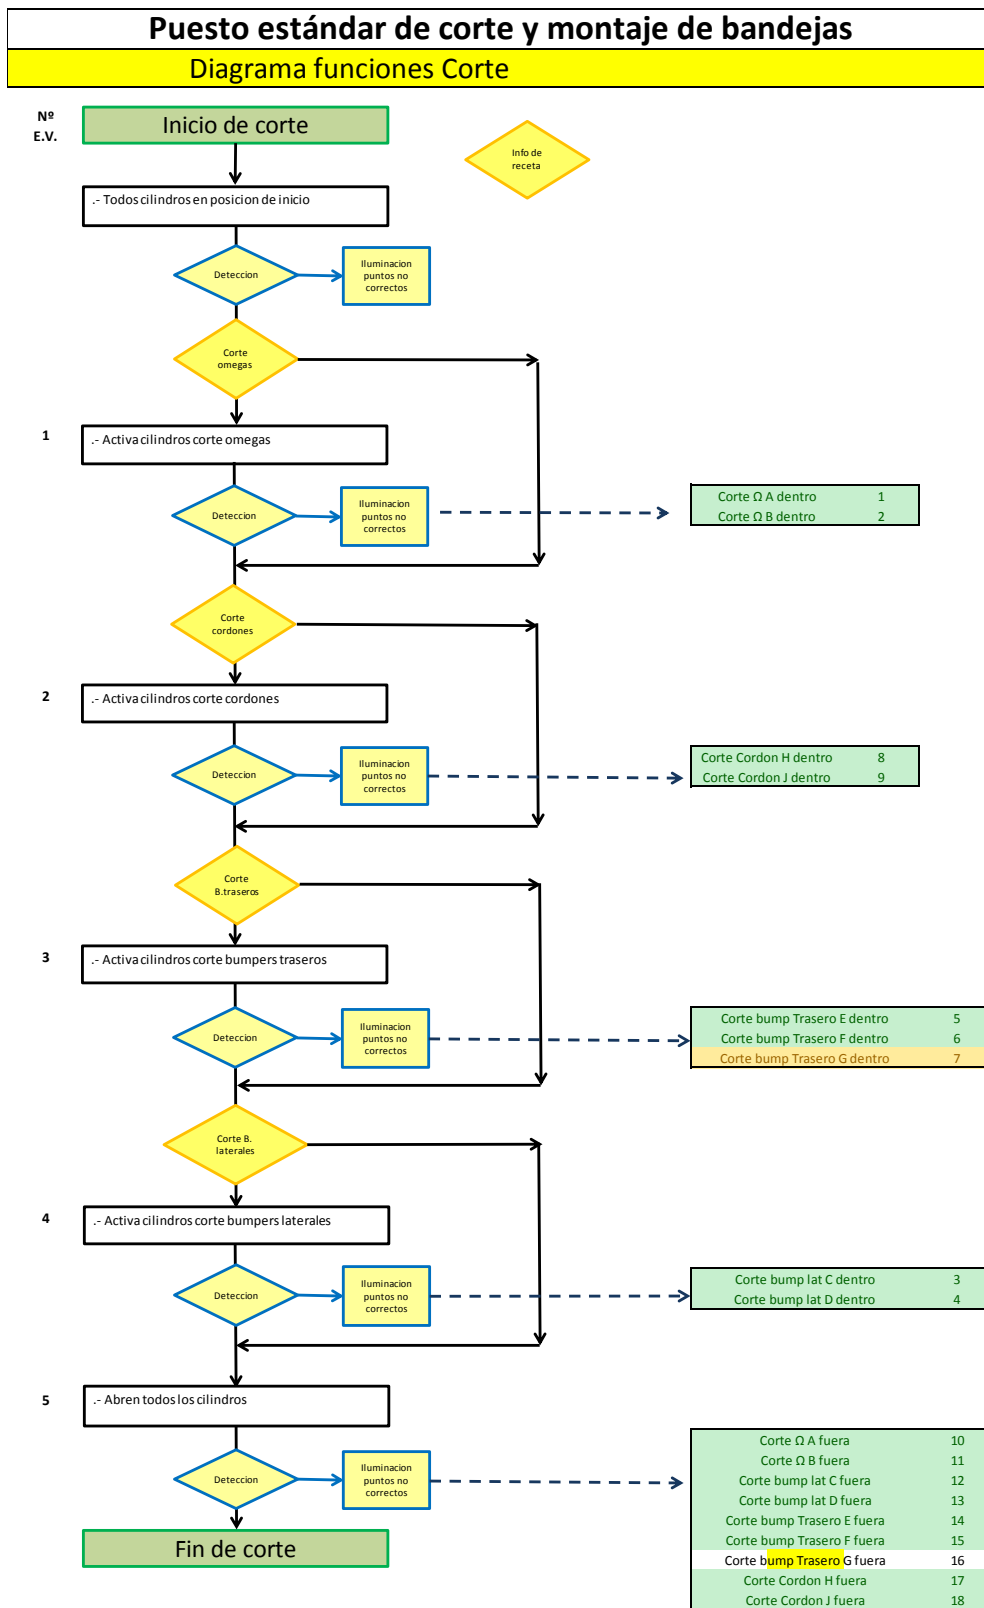 Puesto estándar de corte y montaje de bandejas
Diagrama funciones Corte
Nº
E.V.
Inicio de corte
Info de
receta
.- Todos cilindros en posicion de inicio
Deteccion
Iluminacion
puntos no
correctos
Corte
omegas
1
.- Activa cilindros corte omegas
Deteccion
Iluminacion
puntos no
correctos
Corte Ω A dentro 1
Corte Ω B dentro 2
Corte
cordones
2
.- Activa cilindros corte cordones
Deteccion
Iluminacion
puntos no
correctos
Corte Cordon H dentro 8
Corte Cordon J dentro 9
Corte
B.traseros
3
.- Activa cilindros corte bumpers traseros
Deteccion
Iluminacion
puntos no
correctos
Corte bump Trasero E dentro 5
Corte bump Trasero F dentro 6
Corte bump Trasero G dentro 7
Corte B.
laterales
4
.- Activa cilindros corte bumpers laterales
Deteccion
Iluminacion
puntos no
correctos
Corte bump lat C dentro 3
Corte bump lat D dentro 4
5
.- Abren todos los cilindros
Deteccion
Iluminacion
puntos no
correctos
Corte Ω A fuera 10
Corte Ω B fuera 11
Corte bump lat C fuera 12
Corte bump lat D fuera 13
Corte bump Trasero E fuera 14
Corte bump Trasero F fuera 15
Corte bump Trasero G fuera 16
Corte Cordon H fuera 17
Corte Cordon J fuera 18
Fin de corte